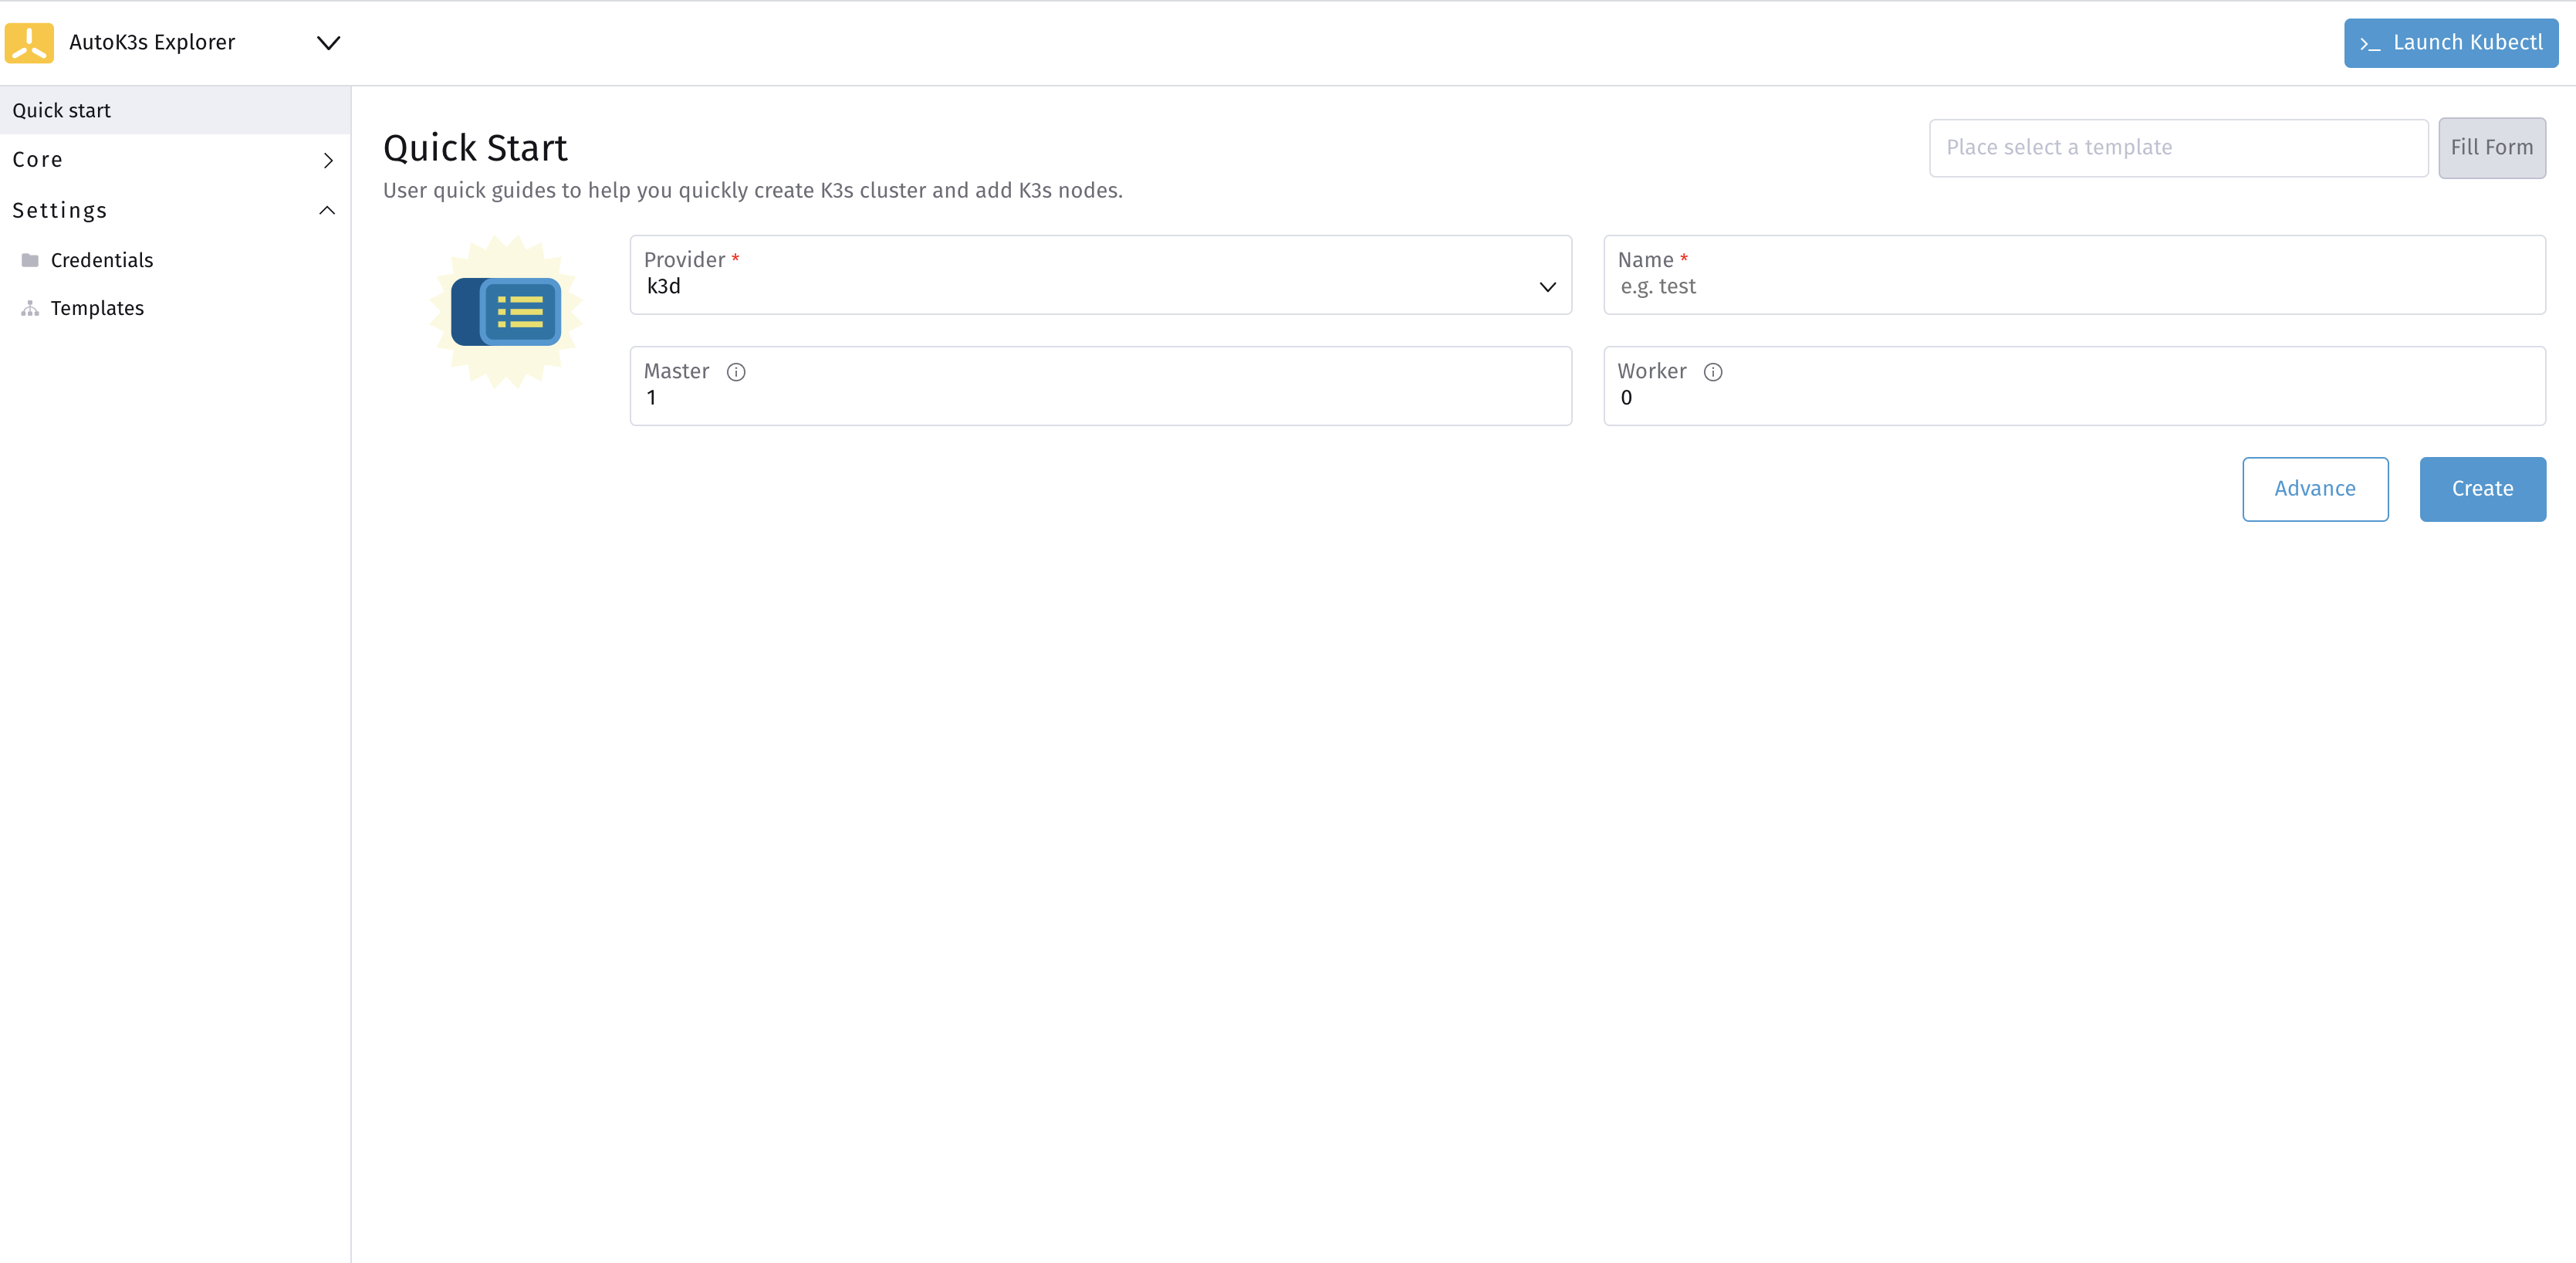 AutoK3s Explorer
>_ Launch Kubectl
Quick start
Core
Settings
Credentials
Templates
Quick Start
User quick guides to help you quickly create K3s cluster and add K3s nodes.
Place select a template
Fill Form
Provider *
k3d
Name *
e.g. test
Master
1
Worker
0
Advance
Create